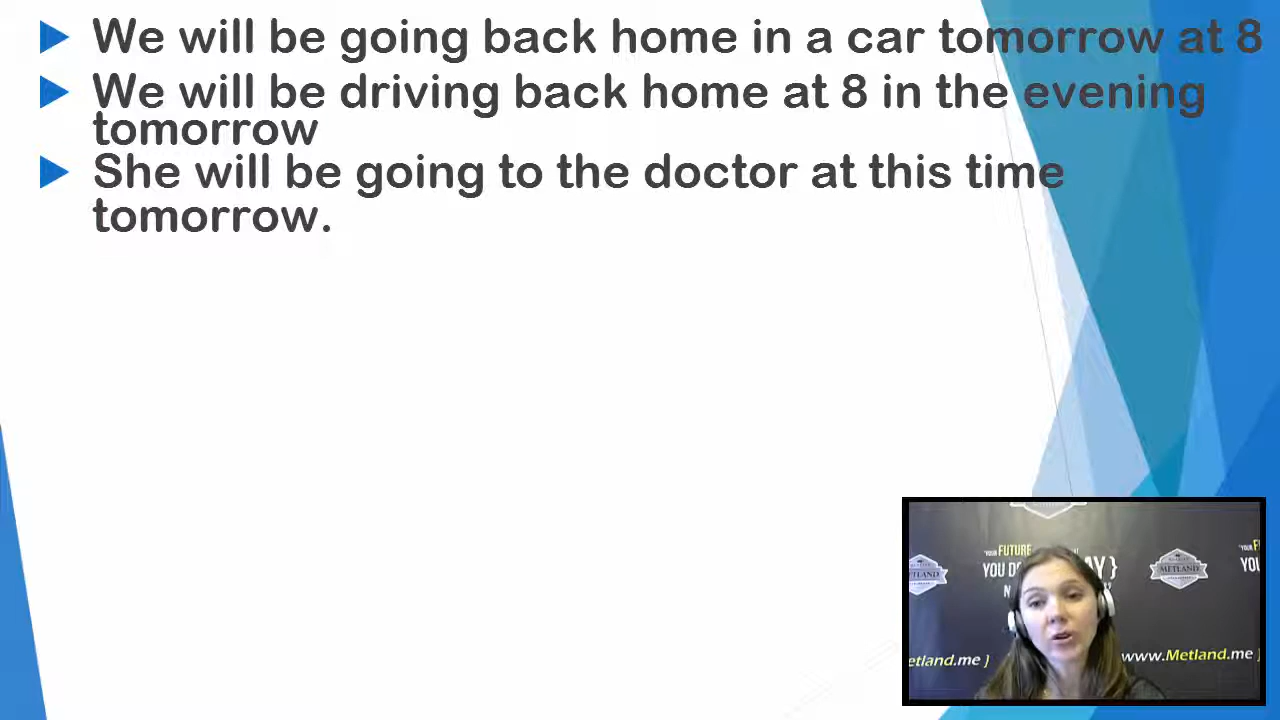 We will be going back home in a car tomorrow at 8
We will be driving back home at 8 in the evening
tomorrow
She will be going to the doctor at this time
tomorrow.
"YOUR FUTURE
YOU DO AY }
METLAND
YOU
etland.me }
www.Metland.me }